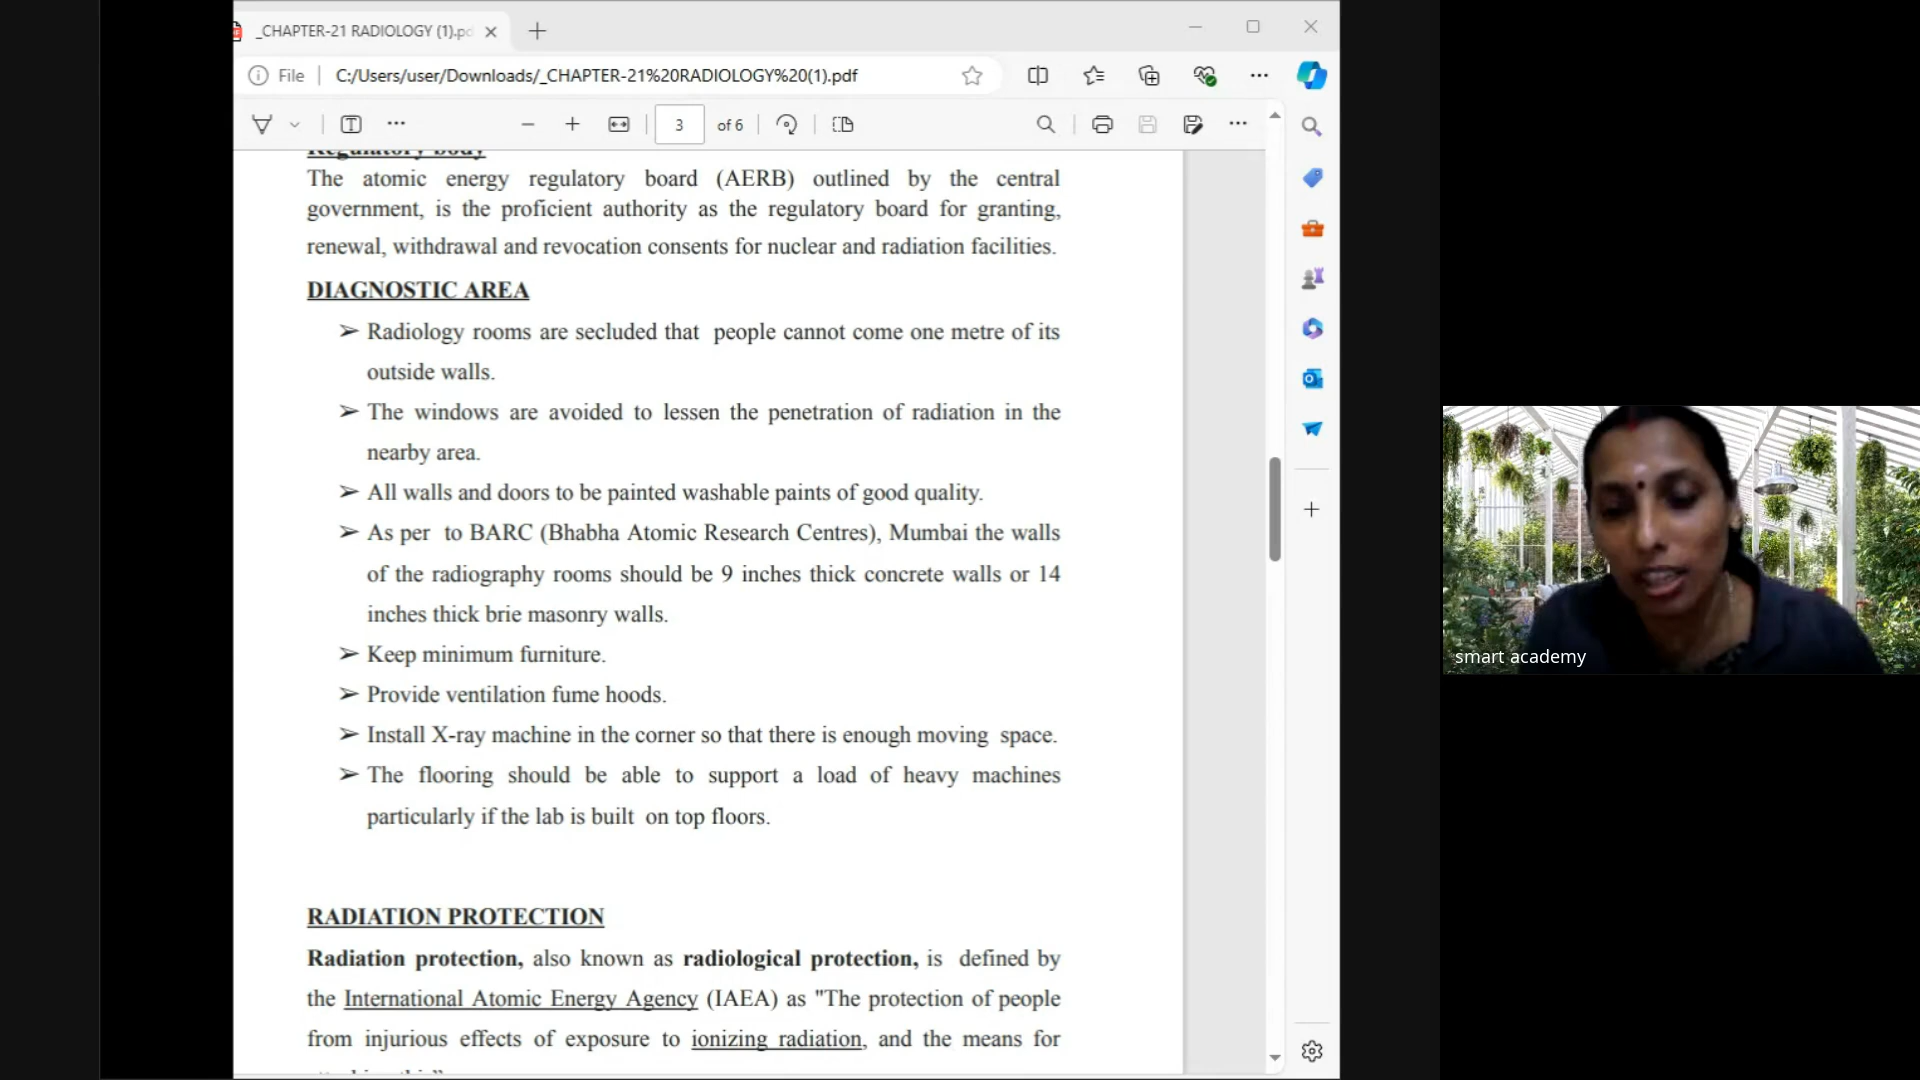 _CHAPTER-21 RADIOLOGY (1).pd
File
C:/Users/user/Downloads/_CHAPTER-21%20RADIOLOGY%20(1).pdf
3 of 6
Regulatory body
The atomic energy regulatory board (AERB) outlined by the central
government, is the proficient authority as the regulatory board for granting,
renewal, withdrawal and revocation consents for nuclear and radiation facilities.
DIAGNOSTIC AREA
➢ Radiology rooms are secluded that people cannot come one metre of its
outside walls.
➢ The windows are avoided to lessen the penetration of radiation in the
nearby area.
➢ All walls and doors to be painted washable paints of good quality.
➢ As per to BARC (Bhabha Atomic Research Centres), Mumbai the walls
of the radiography rooms should be 9 inches thick concrete walls or 14
inches thick brie masonry walls.
➢ Keep minimum furniture.
➢ Provide ventilation fume hoods.
➢ Install X-ray machine in the corner so that there is enough moving space.
➢ The flooring should be able to support a load of heavy machines
particularly if the lab is built on top floors.
RADIATION PROTECTION
Radiation protection, also known as radiological protection, is defined by
the International Atomic Energy Agency (IAEA) as "The protection of people
from injurious effects of exposure to ionizing radiation, and the means for
smart academy